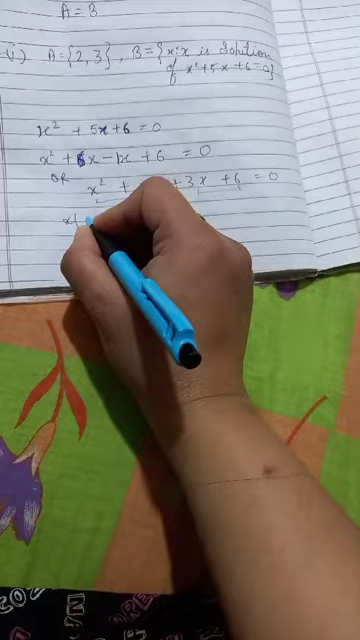 A = B
i) A = {2, 3}, B = {x: x is Solution
of x² + 5x + 6 = 0}
x² + 5x + 6 = 0
x² + 6x - 1x + 6 = 0
OR
x² + + 3x + 6 = 0
x(